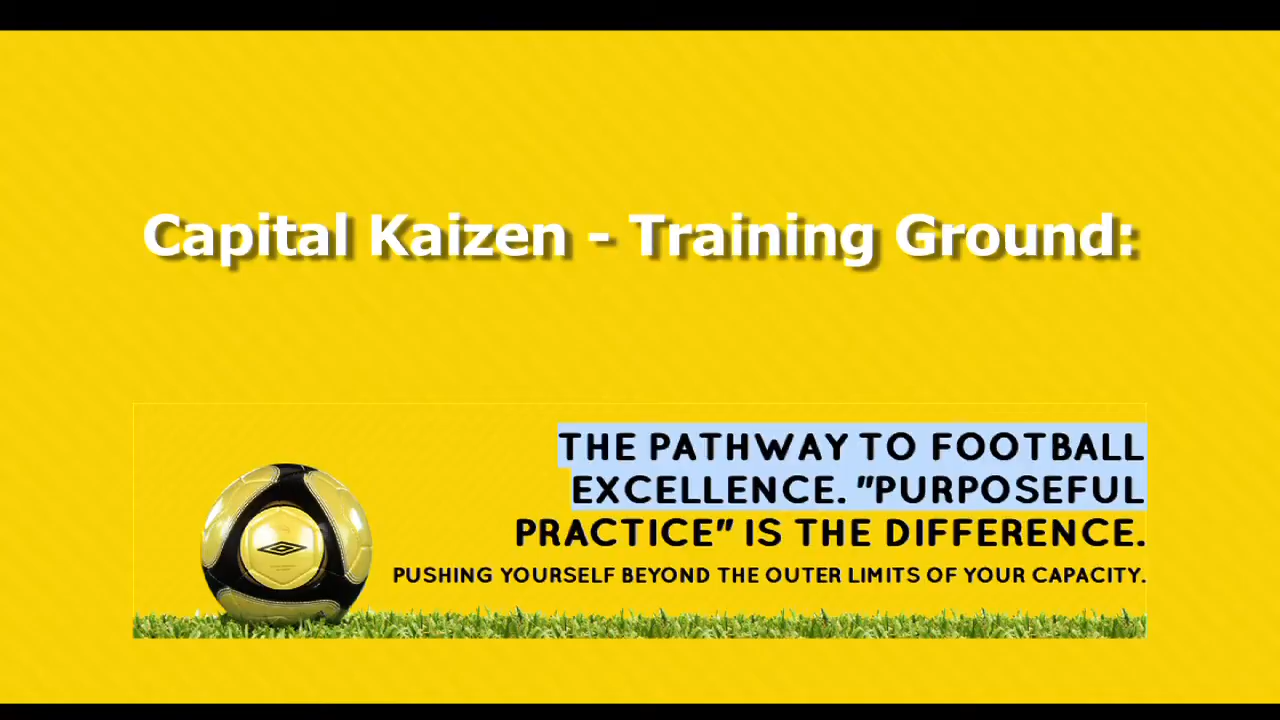 Capital Kaizen - Training Ground:
THE PATHWAY TO FOOTBALL
EXCELLENCE. "PURPOSEFUL
PRACTICE" IS THE DIFFERENCE.
PUSHING YOURSELF BEYOND THE OUTER LIMITS OF YOUR CAPACITY.